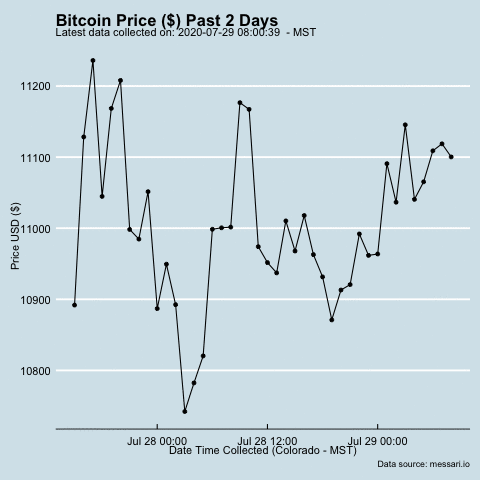 Bitcoin Price ($) Past 2 Days
Latest data collected on: 2020-07-29 08:00:39  - MST
11200
11100
11000
10900
10800
Price USD ($)
Jul 28 00:00
Jul 28 12:00
Jul 29 00:00
Date Time Collected (Colorado - MST)
Data source: messari.io